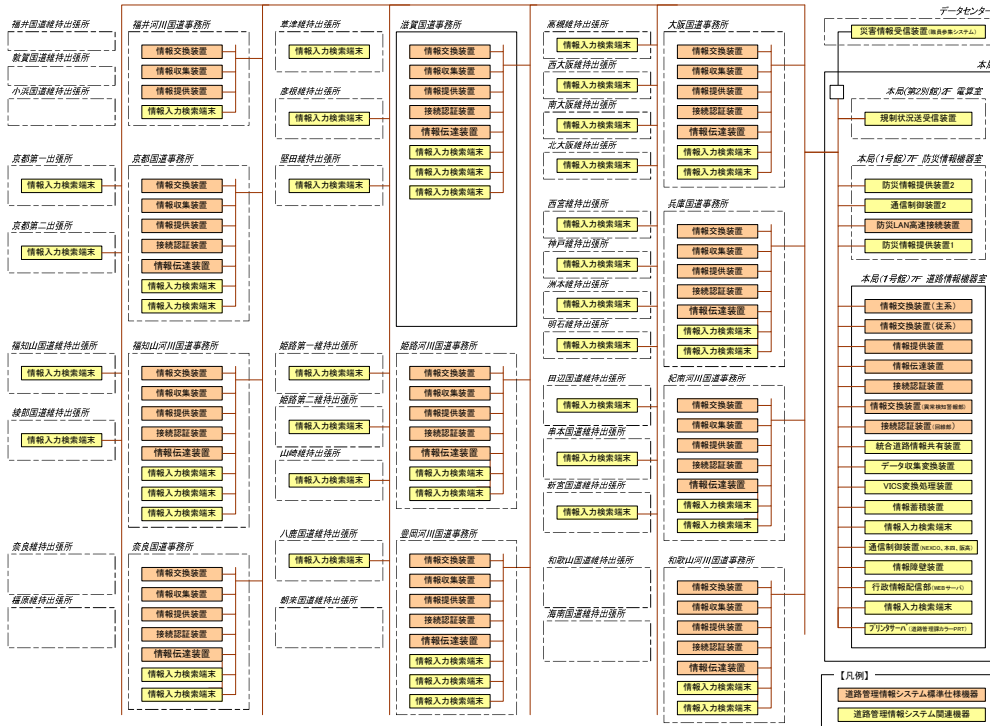 福井国道維持出張所
敦賀国道維持出張所
小浜国道維持出張所
福井河川国道事務所
情報交換装置
情報収集装置
情報提供装置
情報入力検索端末
京都第一出張所
情報入力検索端末
京都第二出張所
情報入力検索端末
京都国道事務所
情報交換装置
情報収集装置
情報提供装置
接続認証装置
情報伝達装置
情報入力検索端末
情報入力検索端末
福知山国道維持出張所
情報入力検索端末
綾部国道維持出張所
情報入力検索端末
福知山河川国道事務所
情報交換装置
情報収集装置
情報提供装置
接続認証装置
情報伝達装置
情報入力検索端末
情報入力検索端末
情報入力検索端末
奈良維持出張所
橿原維持出張所
奈良国道事務所
情報交換装置
情報収集装置
情報提供装置
接続認証装置
情報伝達装置
情報入力検索端末
情報入力検索端末
草津維持出張所
情報入力検索端末
彦根維持出張所
情報入力検索端末
堅田維持出張所
情報入力検索端末
滋賀国道事務所
情報交換装置
情報収集装置
情報提供装置
接続認証装置
情報伝達装置
情報入力検索端末
情報入力検索端末
情報入力検索端末
姫路第一維持出張所
情報入力検索端末
姫路第二維持出張所
情報入力検索端末
山崎維持出張所
情報入力検索端末
姫路河川国道事務所
情報交換装置
情報収集装置
情報提供装置
接続認証装置
情報伝達装置
情報入力検索端末
情報入力検索端末
八鹿国道維持出張所
情報入力検索端末
朝来国道維持出張所
豊岡河川国道事務所
情報交換装置
情報収集装置
情報提供装置
接続認証装置
情報伝達装置
情報入力検索端末
情報入力検索端末
情報入力検索端末
高槻維持出張所
情報入力検索端末
西大阪維持出張所
情報入力検索端末
南大阪維持出張所
情報入力検索端末
北大阪維持出張所
情報入力検索端末
大阪国道事務所
情報交換装置
情報収集装置
情報提供装置
接続認証装置
情報伝達装置
情報入力検索端末
情報入力検索端末
西宮維持出張所
情報入力検索端末
神戸維持出張所
情報入力検索端末
洲本維持出張所
情報入力検索端末
明石維持出張所
情報入力検索端末
兵庫国道事務所
情報交換装置
情報収集装置
情報提供装置
接続認証装置
情報伝達装置
情報入力検索端末
情報入力検索端末
田辺国道維持出張所
情報入力検索端末
串本国道維持出張所
情報入力検索端末
新宮国道維持出張所
情報入力検索端末
紀南河川国道事務所
情報交換装置
情報収集装置
情報提供装置
接続認証装置
情報伝達装置
情報入力検索端末
情報入力検索端末
和歌山国道維持出張所
海南国道維持出張所
和歌山河川国道事務所
情報交換装置
情報収集装置
情報提供装置
接続認証装置
情報伝達装置
情報入力検索端末
情報入力検索端末
データセンター
災害情報受信装置(職員参集システム)
本局
本局(第2別館)2F 電算室
規制状況送受信装置
本局(1号館)7F 防災情報機器室
防災情報提供装置2
通信制御装置2
防災LAN高速接続装置
防災情報提供装置1
本局(1号館)7F 道路情報機器室
情報交換装置(主系)
情報交換装置(従系)
情報提供装置
情報伝達装置
接続認証装置
情報交換装置(異常検知警報部)
接続認証装置(回線部)
統合道路情報共有装置
データ収集変換装置
VICS変換処理装置
情報蓄積装置
情報入力検索端末
通信制御装置(NEXCO、本四、阪高)
情報障壁装置
行政情報配信部(WEBサーバ)
情報入力検索端末
プリンタサーバ(道路管理課カラーPRT)
【凡例】
道路管理情報システム標準仕様機器
道路管理情報システム関連機器